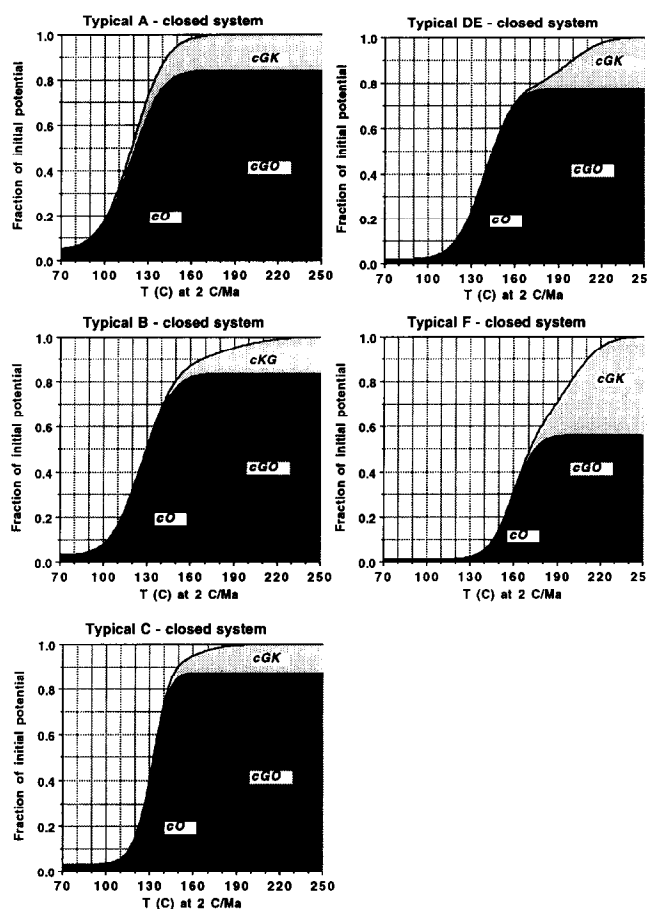 Typical A - closed system
Fraction of initial potential
1.0
0.8
0.6
0.4
0.2
0.0
cGK
cGO
cO
70 100 130 160 190 220 250
T (C) at 2 C/Ma
Typical DE - closed system
Fraction of initial potential
1.0
0.8
0.6
0.4
0.2
0.0
cGK
cGO
cO
70 100 130 160 190 220 25
T (C) at 2 C/Ma
Typical B - closed system
Fraction of initial potential
1.0
0.8
0.6
0.4
0.2
0.0
cKG
cGO
cO
70 100 130 160 190 220 250
T (C) at 2 C/Ma
Typical F - closed system
Fraction of initial potential
1.0
0.8
0.6
0.4
0.2
0.0
cGK
cGO
cO
70 100 130 160 190 220 25
T (C) at 2 C/Ma
Typical C - closed system
Fraction of initial potential
1.0
0.8
0.6
0.4
0.2
0.0
cGK
cGO
cO
70 100 130 160 190 220 250
T (C) at 2 C/Ma